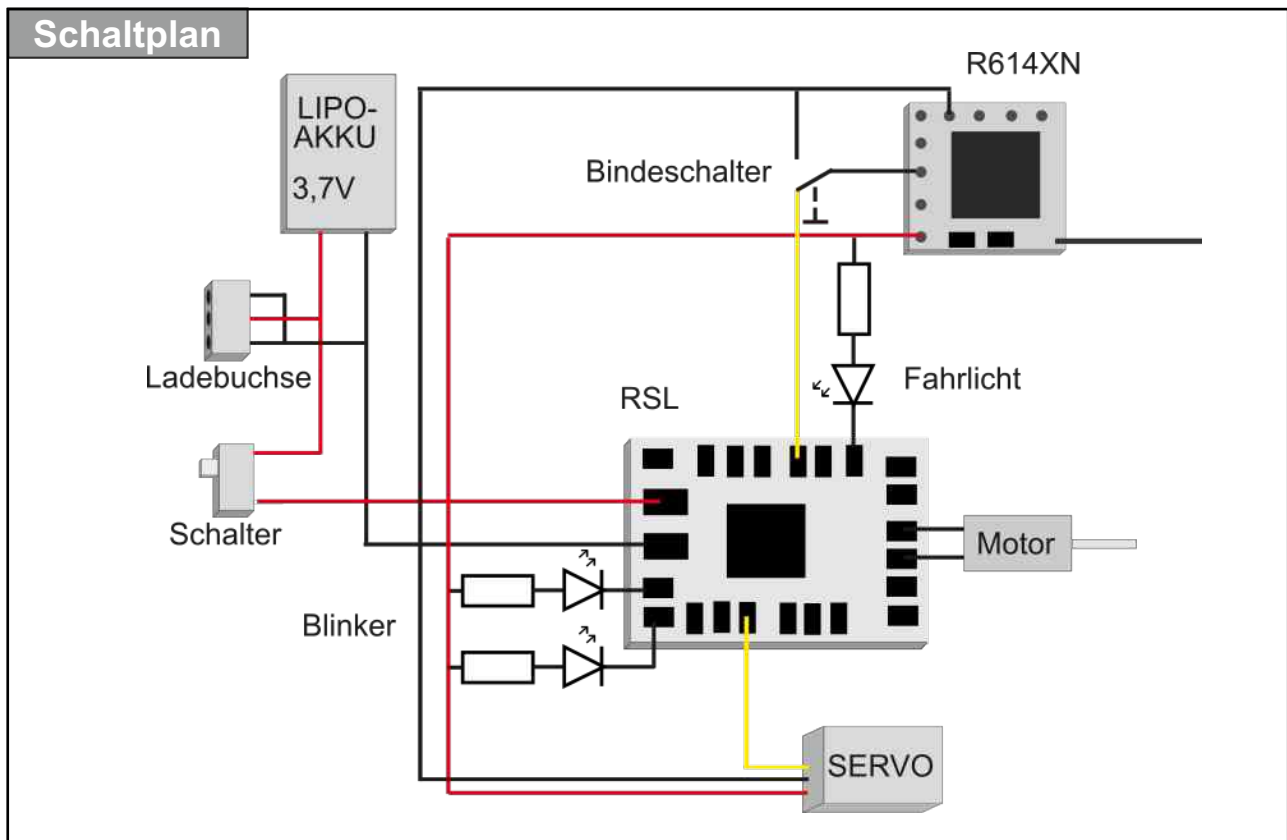 Schaltplan
R614XN
LIPO-
AKKU
3,7V
Bindeschalter
Ladebuchse
Fahrlicht
RSL
Schalter
Motor
Blinker
SERVO